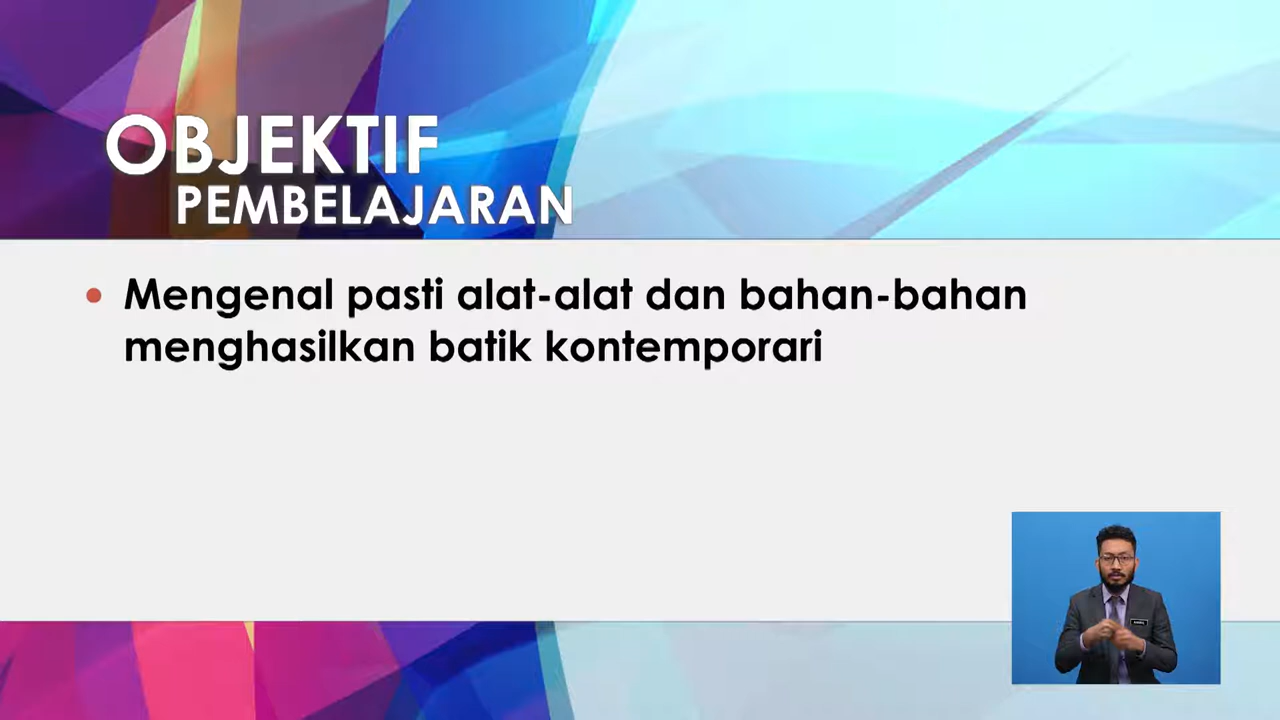 OBJEKTIF
PEMBELAJARAN
• Mengenal pasti alat-alat dan bahan-bahan
menghasilkan batik kontemporari